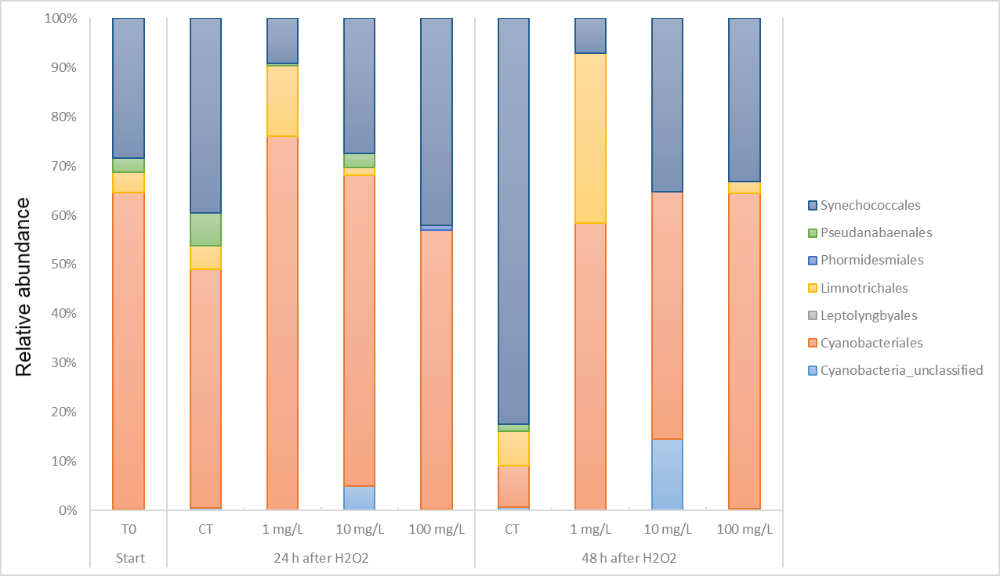 100%
90%
80%
70%
60%
50%
40%
30%
20%
10%
0%
Relative abundance
T0
CT
1 mg/L
10 mg/L
100 mg/L
CT
1 mg/L
10 mg/L
100 mg/L
Start
24 h after H2O2
48 h after H2O2
Synechococcales
Pseudanabaenales
Phormidesmiales
Limnotrichales
Leptolyngbyales
Cyanobacteriales
Cyanobacteria_unclassified